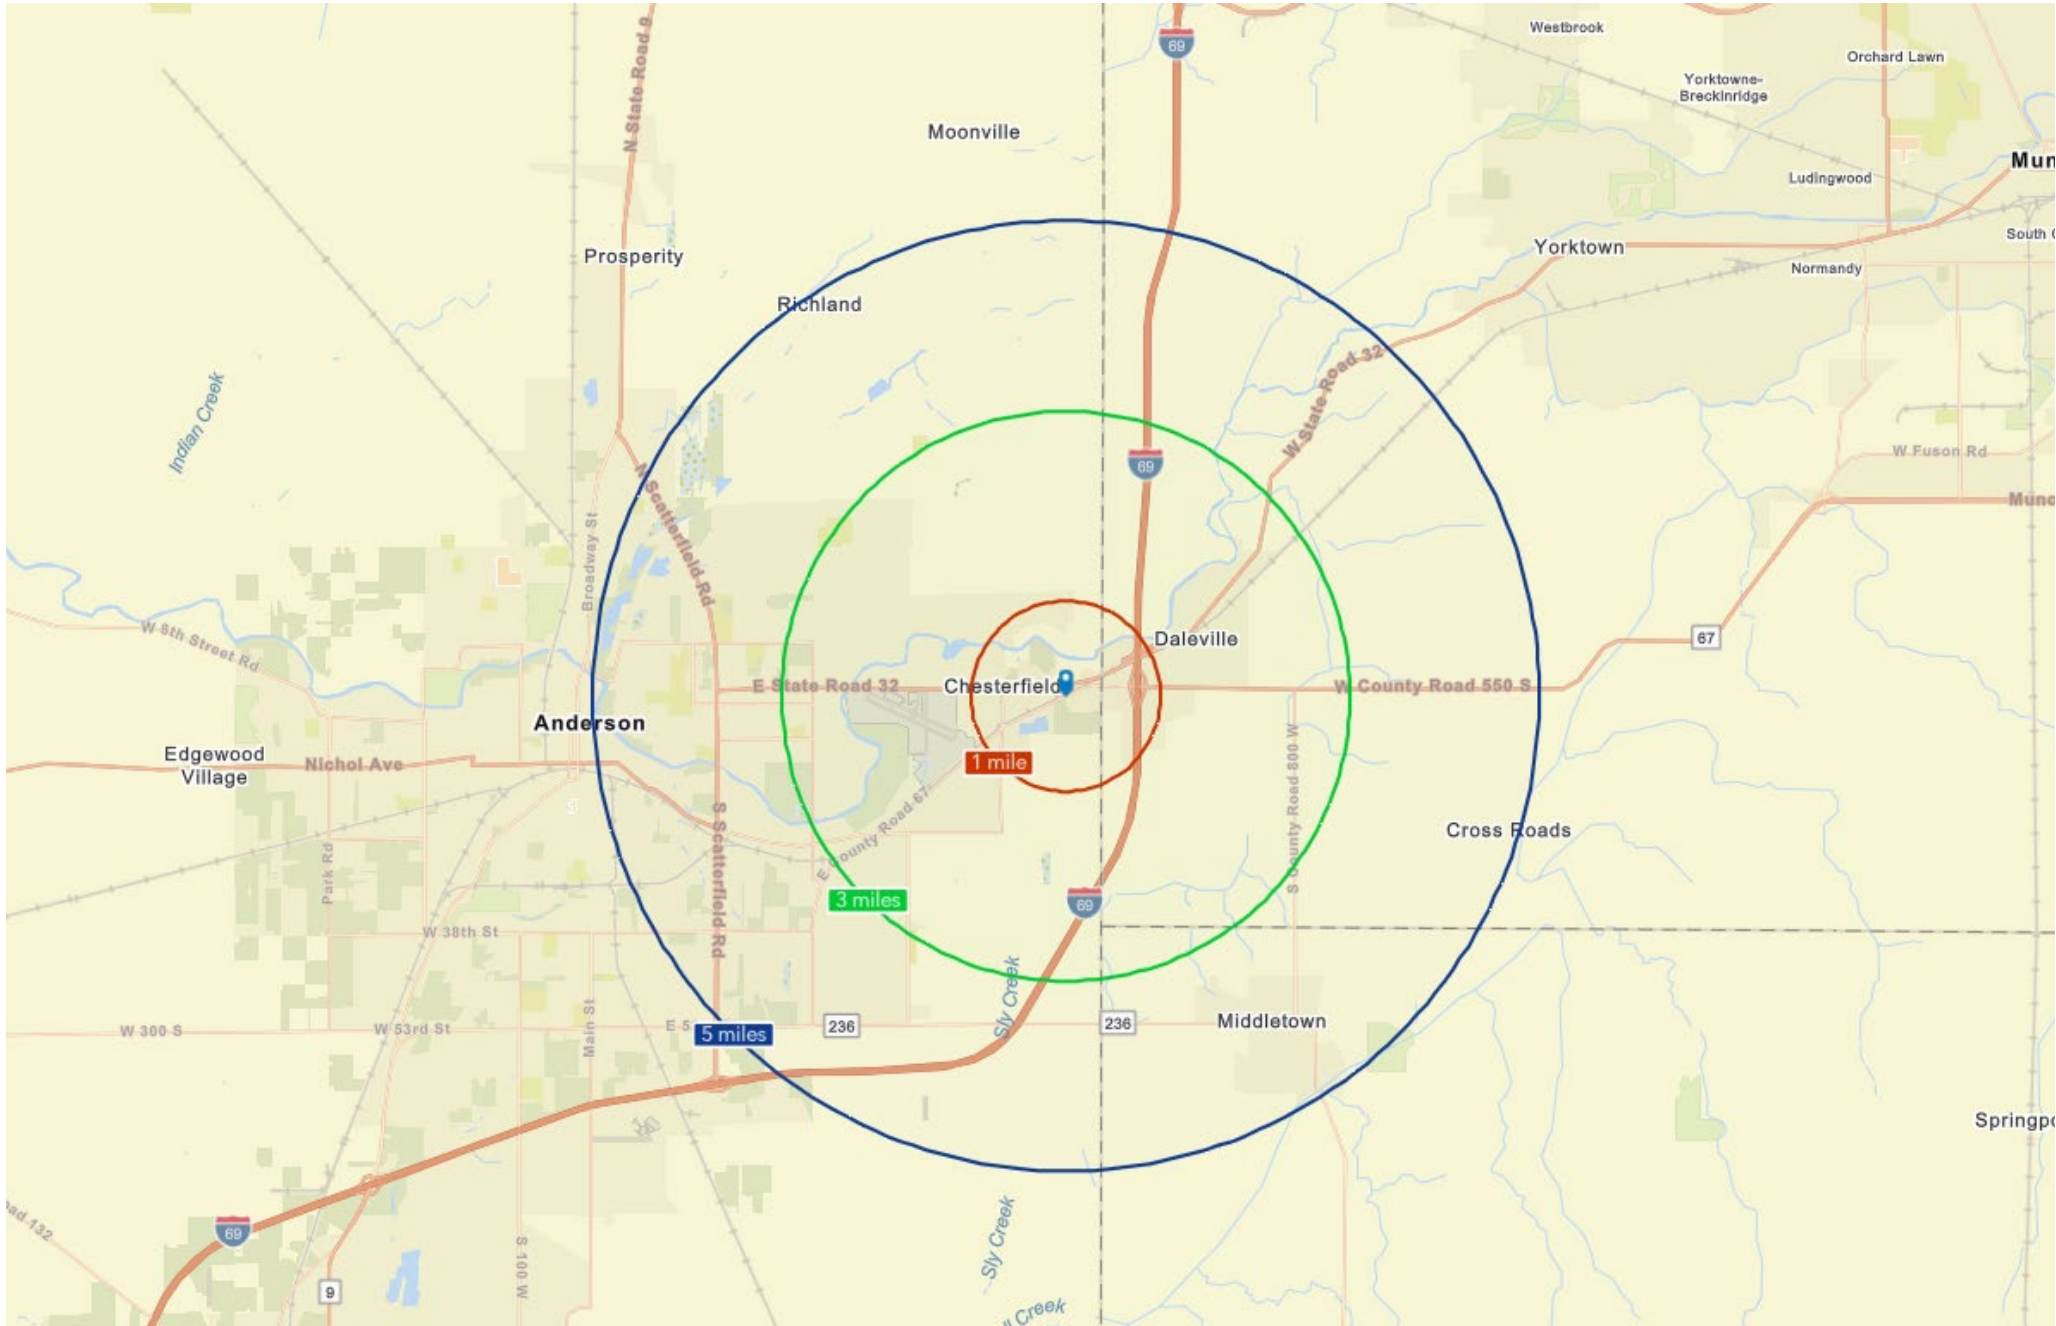 69
Westbrook
Orchard Lawn
Yorktowne-
Breckinridge
N State Road 9
Moonville
Mun
Ludingwood
South
Prosperity
Yorktown
Normandy
Richland
W State Road 32
Indian Creek
69
W Fuson Rd
N Scatterfield Rd
Broadway St
Munc
W 8th Street Rd
Daleville
67
E State Road 32
Chesterfield
W County Road 550 S
Anderson
Edgewood
Village
Nichol Ave
1 mile
S County Road 800 W
E County Road 67
S Scatterfield Rd
Cross Roads
Park Rd
3 miles
69
W 38th St
Sly Creek
W 300 S
W 53rd St
Main St
E 5
5 miles
236
236
Middletown
Springpo
Sly Creek
69
oad 132
S 100 W
9
Creek